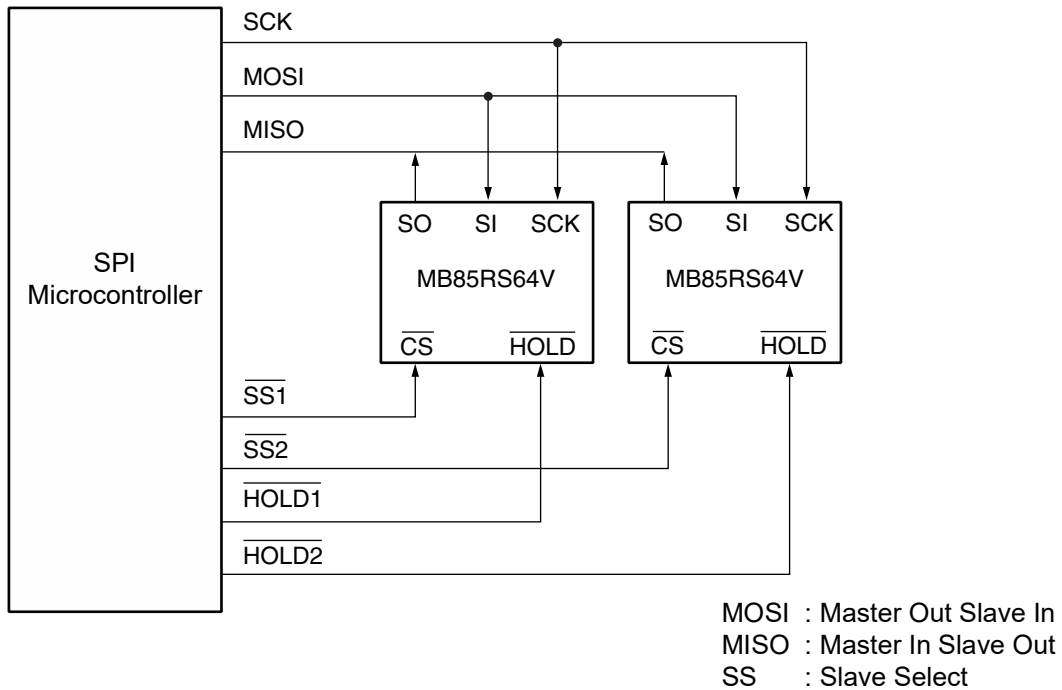 SCK
MOSI
MISO
SO SI SCK
MB85RS64V
CS HOLD
SO SI SCK
MB85RS64V
CS HOLD
SPI
Microcontroller
SS1
SS2
HOLD1
HOLD2
MOSI : Master Out Slave In
MISO : Master In Slave Out
SS : Slave Select